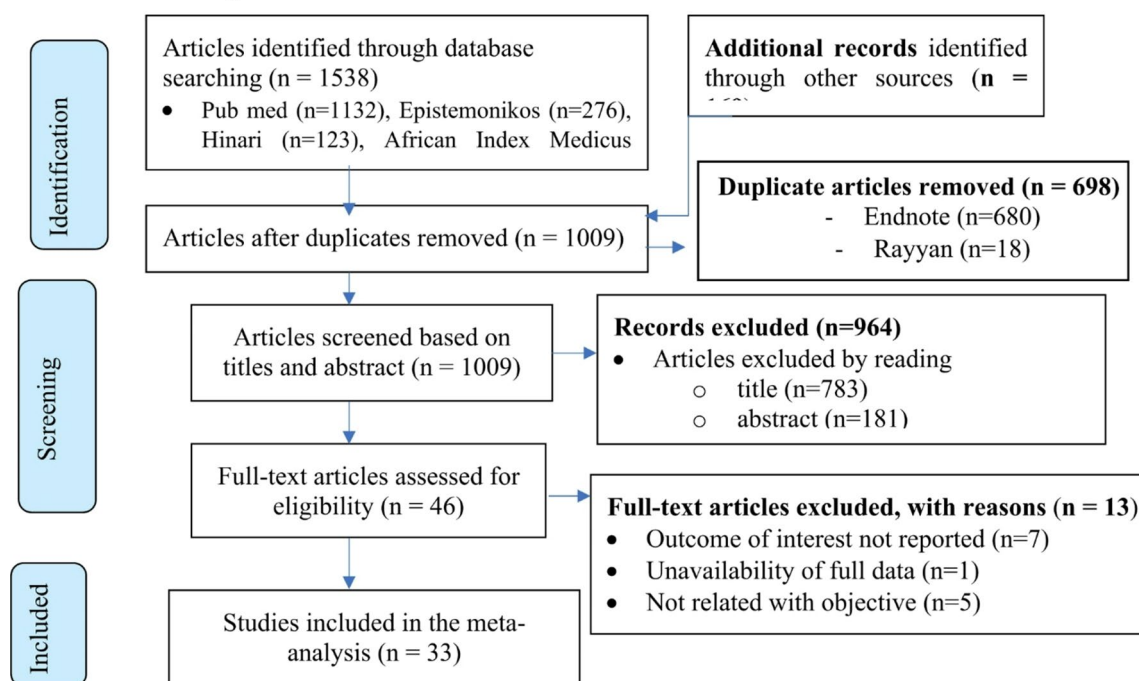 Identification
Articles identified through database
searching (n = 1538)
• Pub med (n=1132), Epistemonikos (n=276),
Hinari (n=123), African Index Medicus
Additional records identified
through other sources (n =
Articles after duplicates removed (n = 1009)
Duplicate articles removed (n = 698)
- Endnote (n=680)
- Rayyan (n=18)
Screening
Articles screened based on
titles and abstract (n = 1009)
Records excluded (n=964)
• Articles excluded by reading
o title (n=783)
o abstract (n=181)
Full-text articles assessed for
eligibility (n = 46)
Full-text articles excluded, with reasons (n = 13)
• Outcome of interest not reported (n=7)
• Unavailability of full data (n=1)
• Not related with objective (n=5)
Included
Studies included in the meta-
analysis (n = 33)